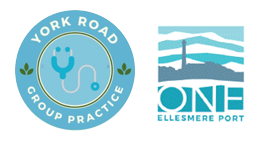 YORK ROAD
GROUP PRACTICE
ONE
ELLESMERE PORT